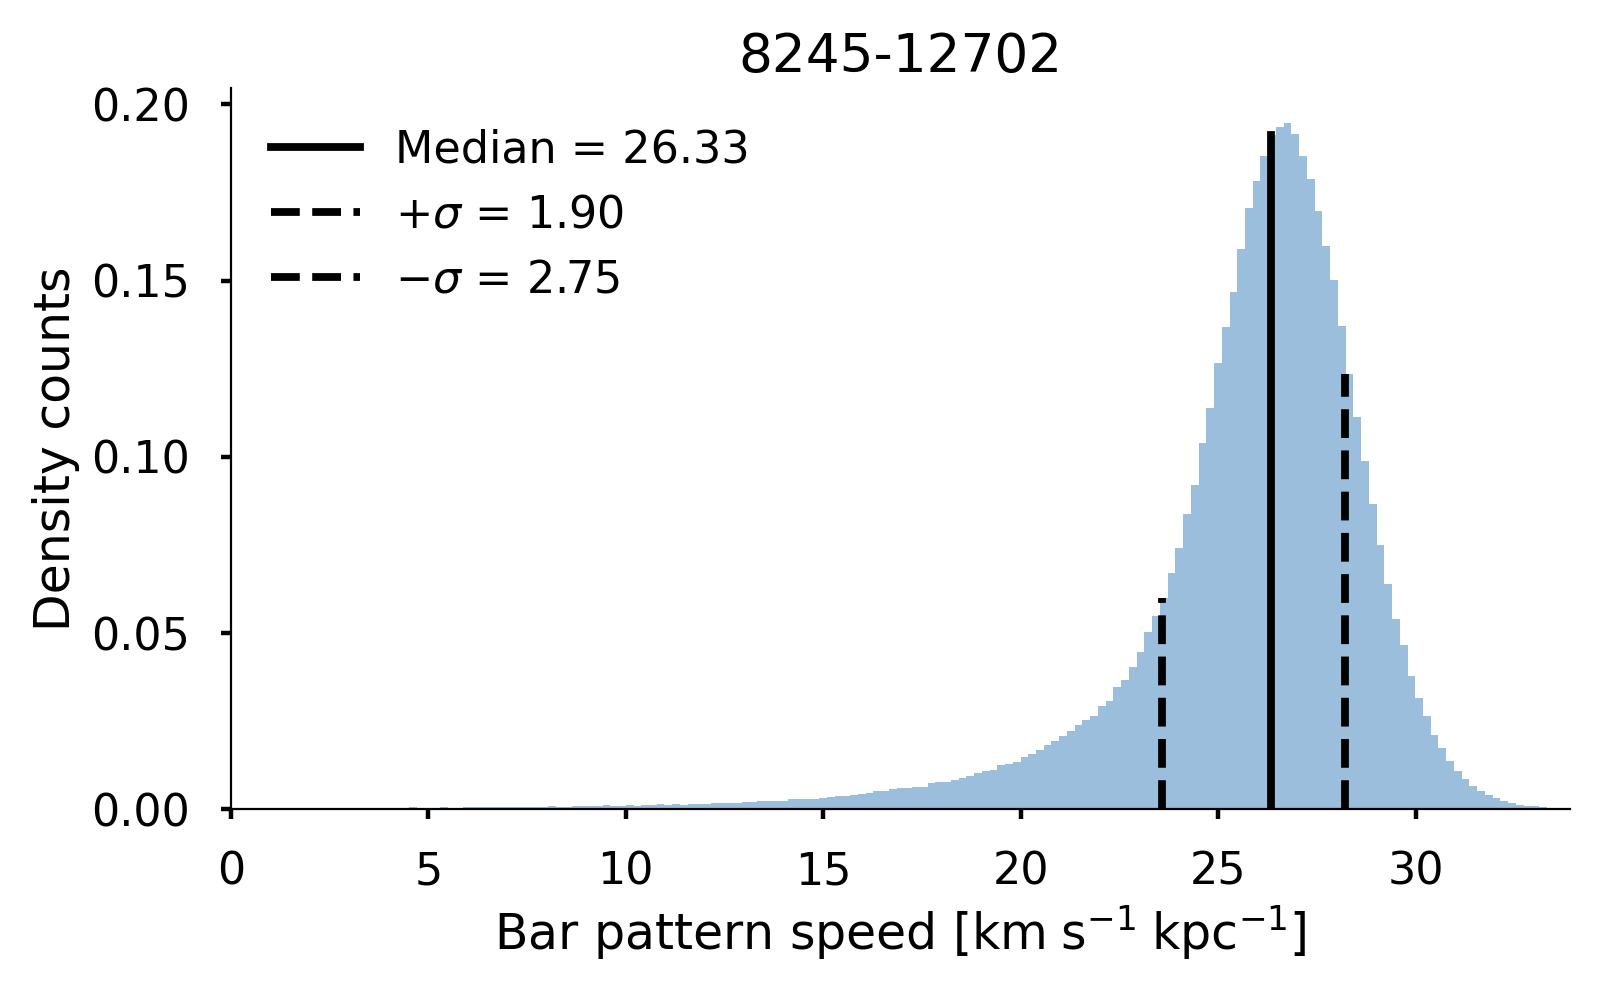 8245-12702
Median = 26.33
+σ = 1.90
−σ = 2.75
Density counts
0.20
0.15
0.10
0.05
0.00
0 5 10 15 20 25 30
Bar pattern speed [km s⁻¹ kpc⁻¹]